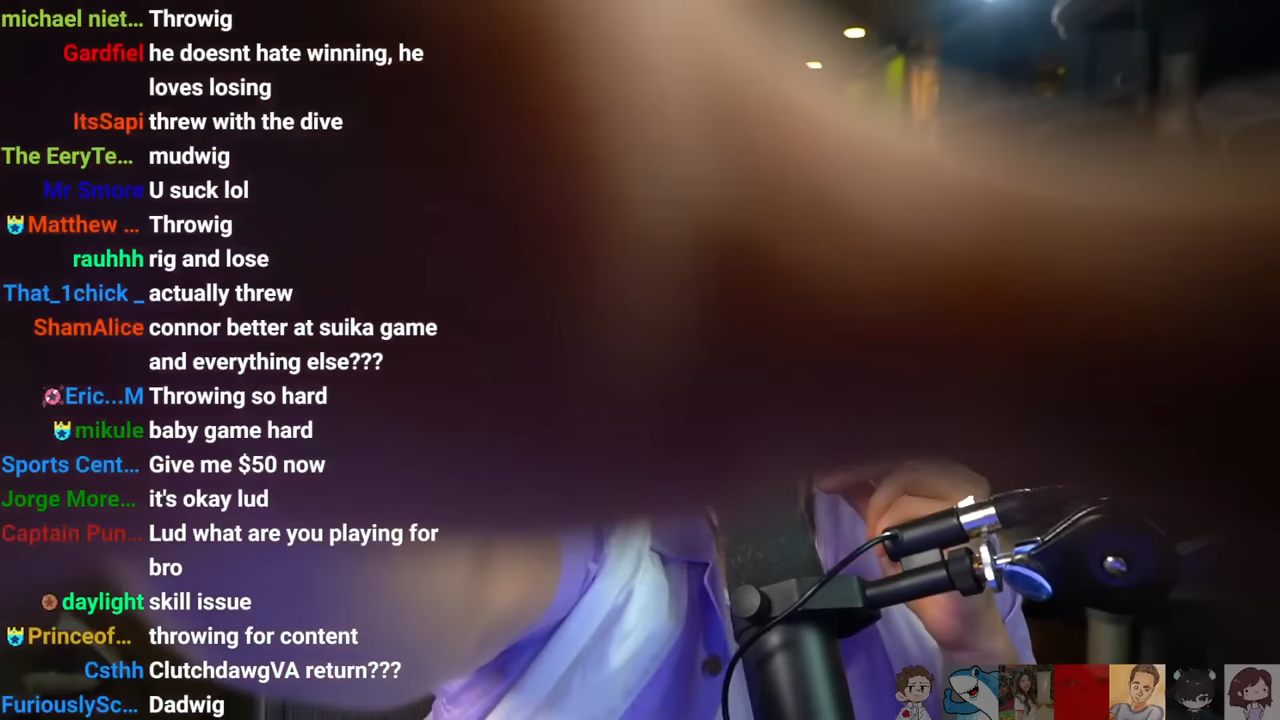 michael niet... Throwig
Gardfiel he doesnt hate winning, he
loves losing
ItsSapi threw with the dive
The EeryTe... mudwig
Mr Smore U suck lol
Matthew ... Throwig
rauhhh rig and lose
That_1chick_ actually threw
ShamAlice connor better at suika game
and everything else???
Eric...M Throwing so hard
mikule baby game hard
Sports Cent... Give me $50 now
Jorge More... it's okay lud
Captain Pun... Lud what are you playing for
bro
daylight skill issue
Princeof... throwing for content
Csthh ClutchdawgVA return???
FuriouslySc... Dadwig